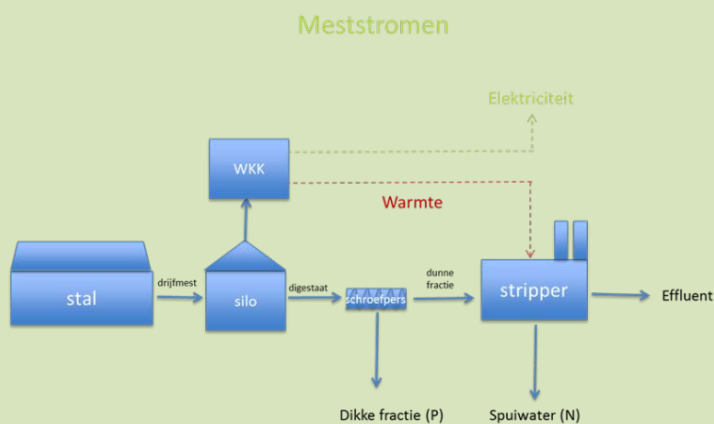 Meststromen
Elektriciteit
WKK
Warmte
stal
drijfmest
silo
digestaat
schroefpers
dunne
fractie
stripper
Effluent
Dikke fractie (P)
Spuiwater (N)